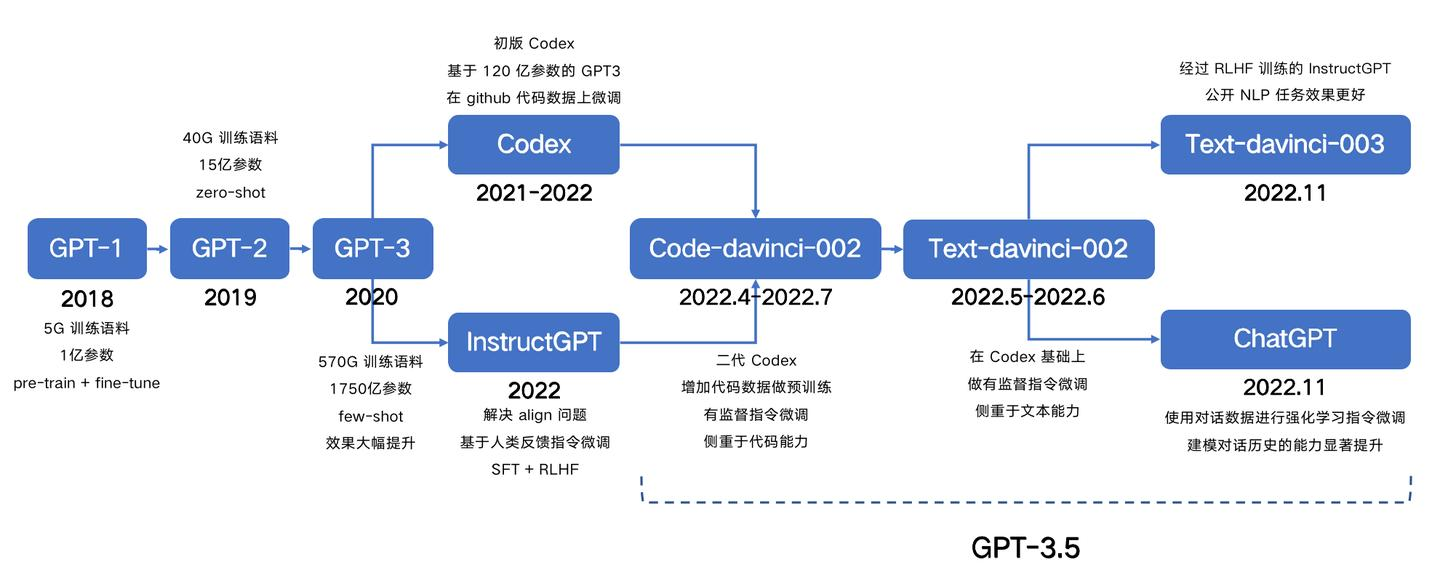 初版 Codex
基于 120 亿参数的 GPT3
在 github 代码数据上微调
Codex
2021-2022
经过 RLHF 训练的 InstructGPT
公开 NLP 任务效果更好
Text-davinci-003
2022.11
40G 训练语料
15亿参数
zero-shot
GPT-1
2018
5G 训练语料
1亿参数
pre-train + fine-tune
GPT-2
2019
GPT-3
2020
570G 训练语料
1750亿参数
few-shot
效果大幅提升
InstructGPT
2022
解决 align 问题
基于人类反馈指令微调
SFT + RLHF
Code-davinci-002
2022.4-2022.7
二代 Codex
增加代码数据做预训练
有监督指令微调
侧重于代码能力
Text-davinci-002
2022.5-2022.6
在 Codex 基础上
做有监督指令微调
侧重于文本能力
ChatGPT
2022.11
使用对话数据进行强化学习指令微调
建模对话历史的能力显著提升
GPT-3.5